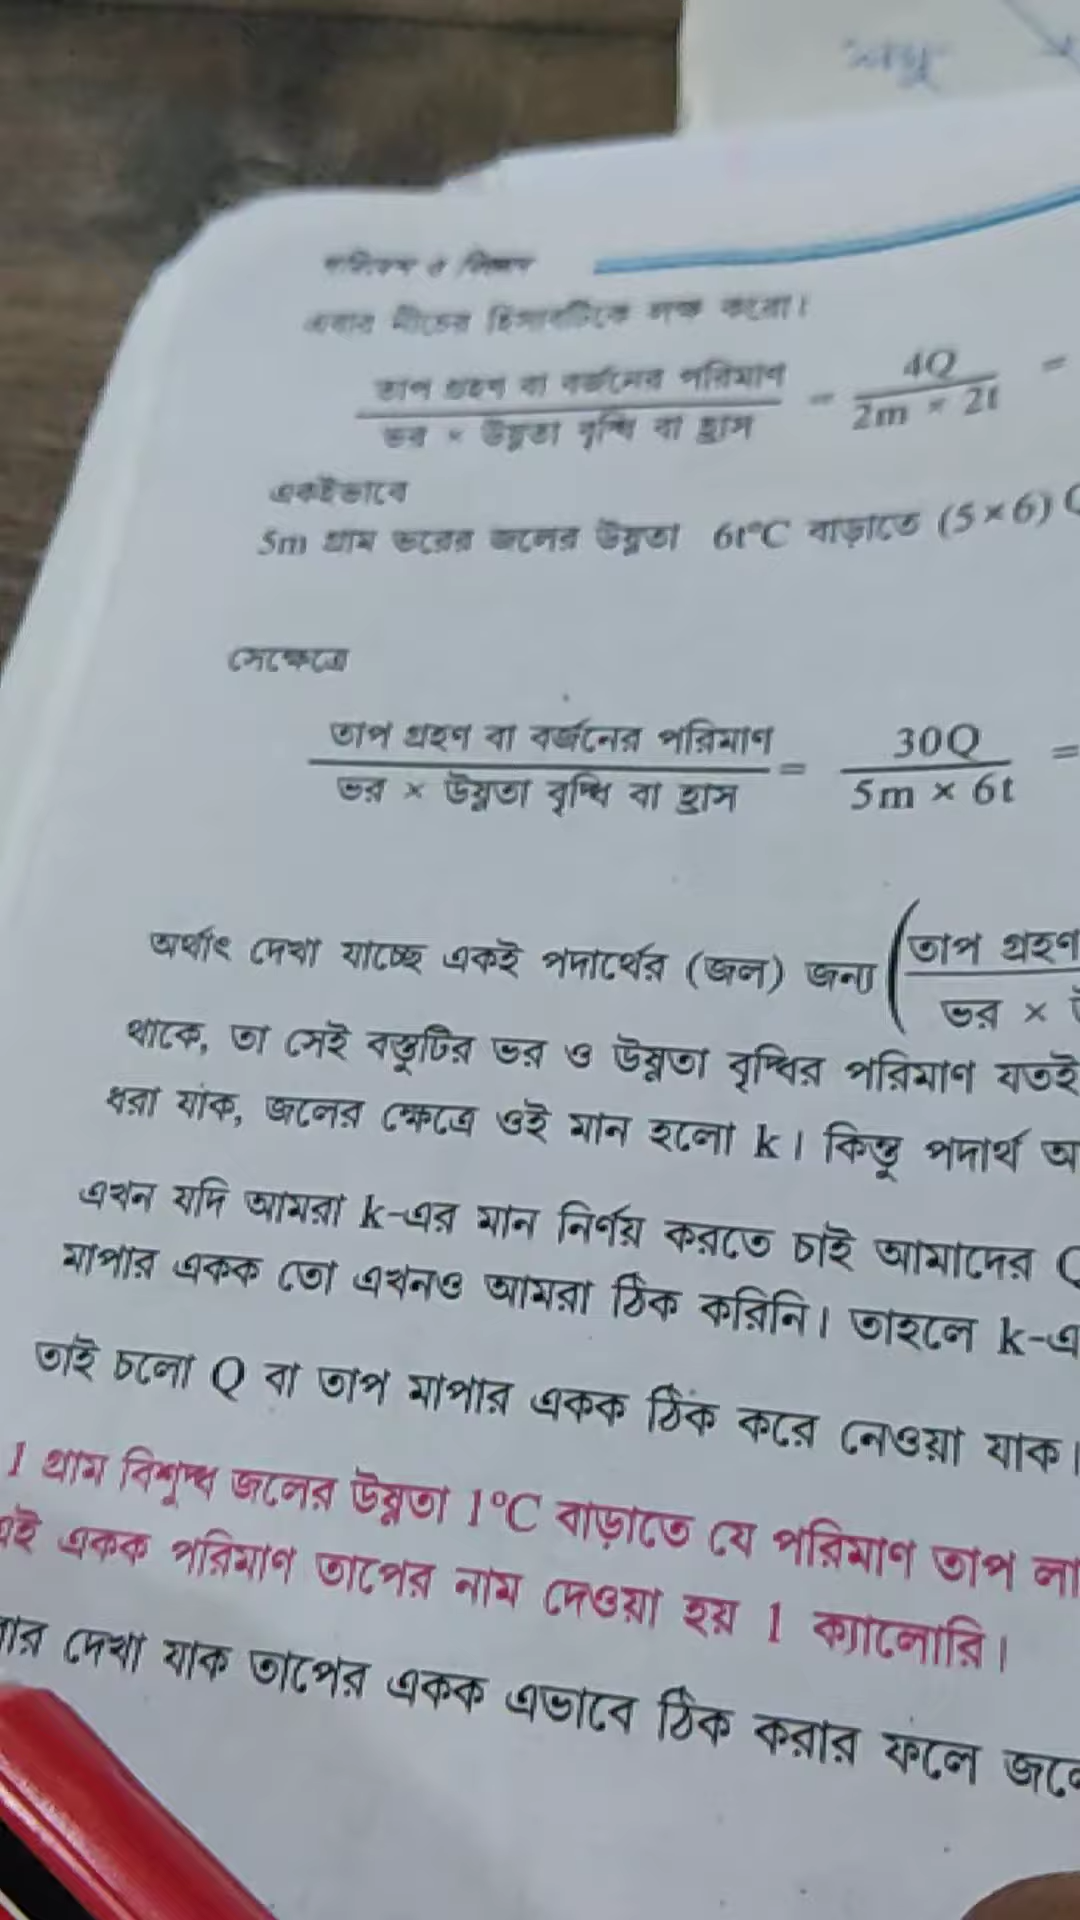 পরিবেশ ও বিজ্ঞান
এবার নীচের হিসাবটিকে লক্ষ করো।
তাপ গ্রহণ বা বর্জনের পরিমাণ / ভর × উষ্ণতা বৃদ্ধি বা হ্রাস = 4Q / 2m × 2t =
একইভাবে
5m গ্রাম ভরের জলের উষ্ণতা 6t°C বাড়াতে (5×6)
সেক্ষেত্রে
তাপ গ্রহণ বা বর্জনের পরিমাণ / ভর × উষ্ণতা বৃদ্ধি বা হ্রাস = 30Q / 5m × 6t =
অর্থাৎ দেখা যাচ্ছে একই পদার্থের (জল) জন্য (তাপ গ্রহণ / ভর ×
থাকে, তা সেই বস্তুটির ভর ও উষ্ণতা বৃদ্ধির পরিমাণ যতই
ধরা যাক, জলের ক্ষেত্রে ওই মান হলো k। কিন্তু পদার্থ
এখন যদি আমরা k-এর মান নির্ণয় করতে চাই আমাদের
মাপার একক তো এখনও আমরা ঠিক করিনি। তাহলে k-এ
তাই চলো Q বা তাপ মাপার একক ঠিক করে নেওয়া যাক।
1 গ্রাম বিশুদ্ধ জলের উষ্ণতা 1°C বাড়াতে যে পরিমাণ তাপ লা
এই একক পরিমাণ তাপের নাম দেওয়া হয় 1 ক্যালোরি।
বার দেখা যাক তাপের একক এভাবে ঠিক করার ফলে জলে